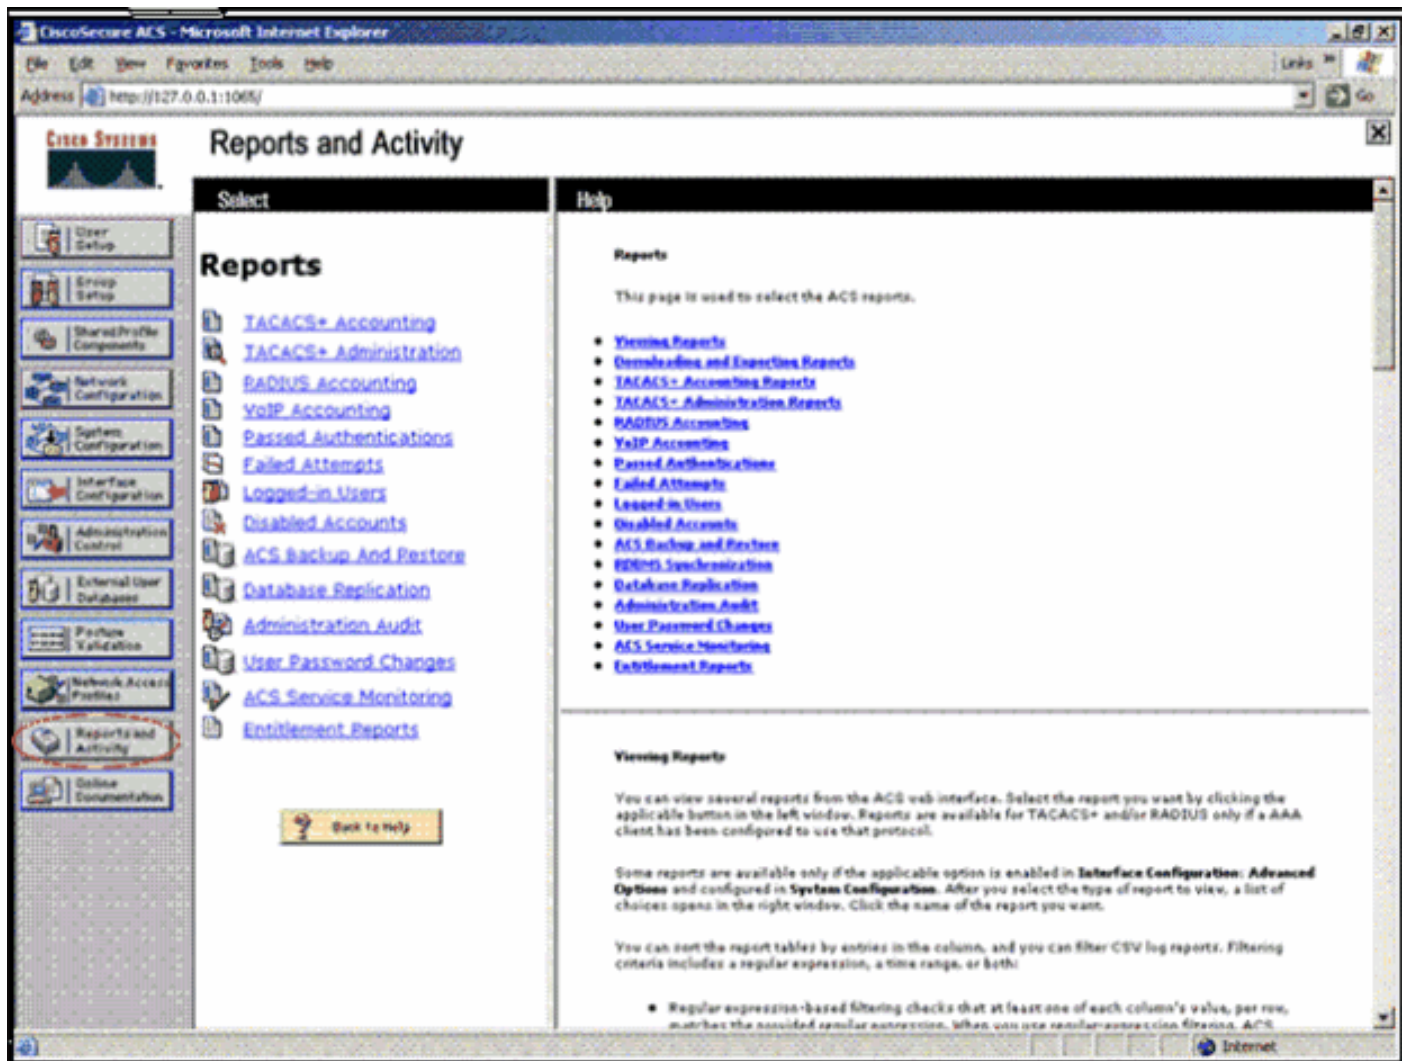 CiscoSecure ACS - Microsoft Internet Explorer
File Edit View Favorites Tools Help
Links »
Address http://127.0.0.1:1065/
Go
CISCO SYSTEMS
Reports and Activity
User
Setup
Group
Setup
Shared Profile
Components
Network
Configuration
System
Configuration
Interface
Configuration
Administration
Control
External User
Databases
Posture
Validation
Network Access
Profiles
Reports and
Activity
Online
Documentation
Select
Reports
TACACS+ Accounting
TACACS+ Administration
RADIUS Accounting
VoIP Accounting
Passed Authentications
Failed Attempts
Logged-in Users
Disabled Accounts
ACS Backup And Restore
Database Replication
Administration Audit
User Password Changes
ACS Service Monitoring
Entitlement Reports
? Back to Help
Help
Reports
This page is used to select the ACS reports.
• Viewing Reports
• Downloading and Exporting Reports
• TACACS+ Accounting Reports
• TACACS+ Administration Reports
• RADIUS Accounting
• VoIP Accounting
• Passed Authentications
• Failed Attempts
• Logged-in Users
• Disabled Accounts
• ACS Backup and Restore
• RDBMS Synchronization
• Database Replication
• Administration Audit
• User Password Changes
• ACS Service Monitoring
• Entitlement Reports
Viewing Reports
You can view several reports from the ACS web interface. Select the report you want by clicking the
applicable button in the left window. Reports are available for TACACS+ and/or RADIUS only if a AAA
client has been configured to use that protocol.
Some reports are available only if the applicable option is enabled in Interface Configuration: Advanced
Options and configured in System Configuration. After you select the type of report to view, a list of
choices opens in the right window. Click the name of the report you want.
You can sort the report tables by entries in the column, and you can filter CSV log reports. Filtering
criteria includes a regular expression, a time range, or both:
• Regular expression-based filtering checks that at least one of each column's value, per row,
matches the provided regular expression. When you use regular-expression filtering, ACS
Internet